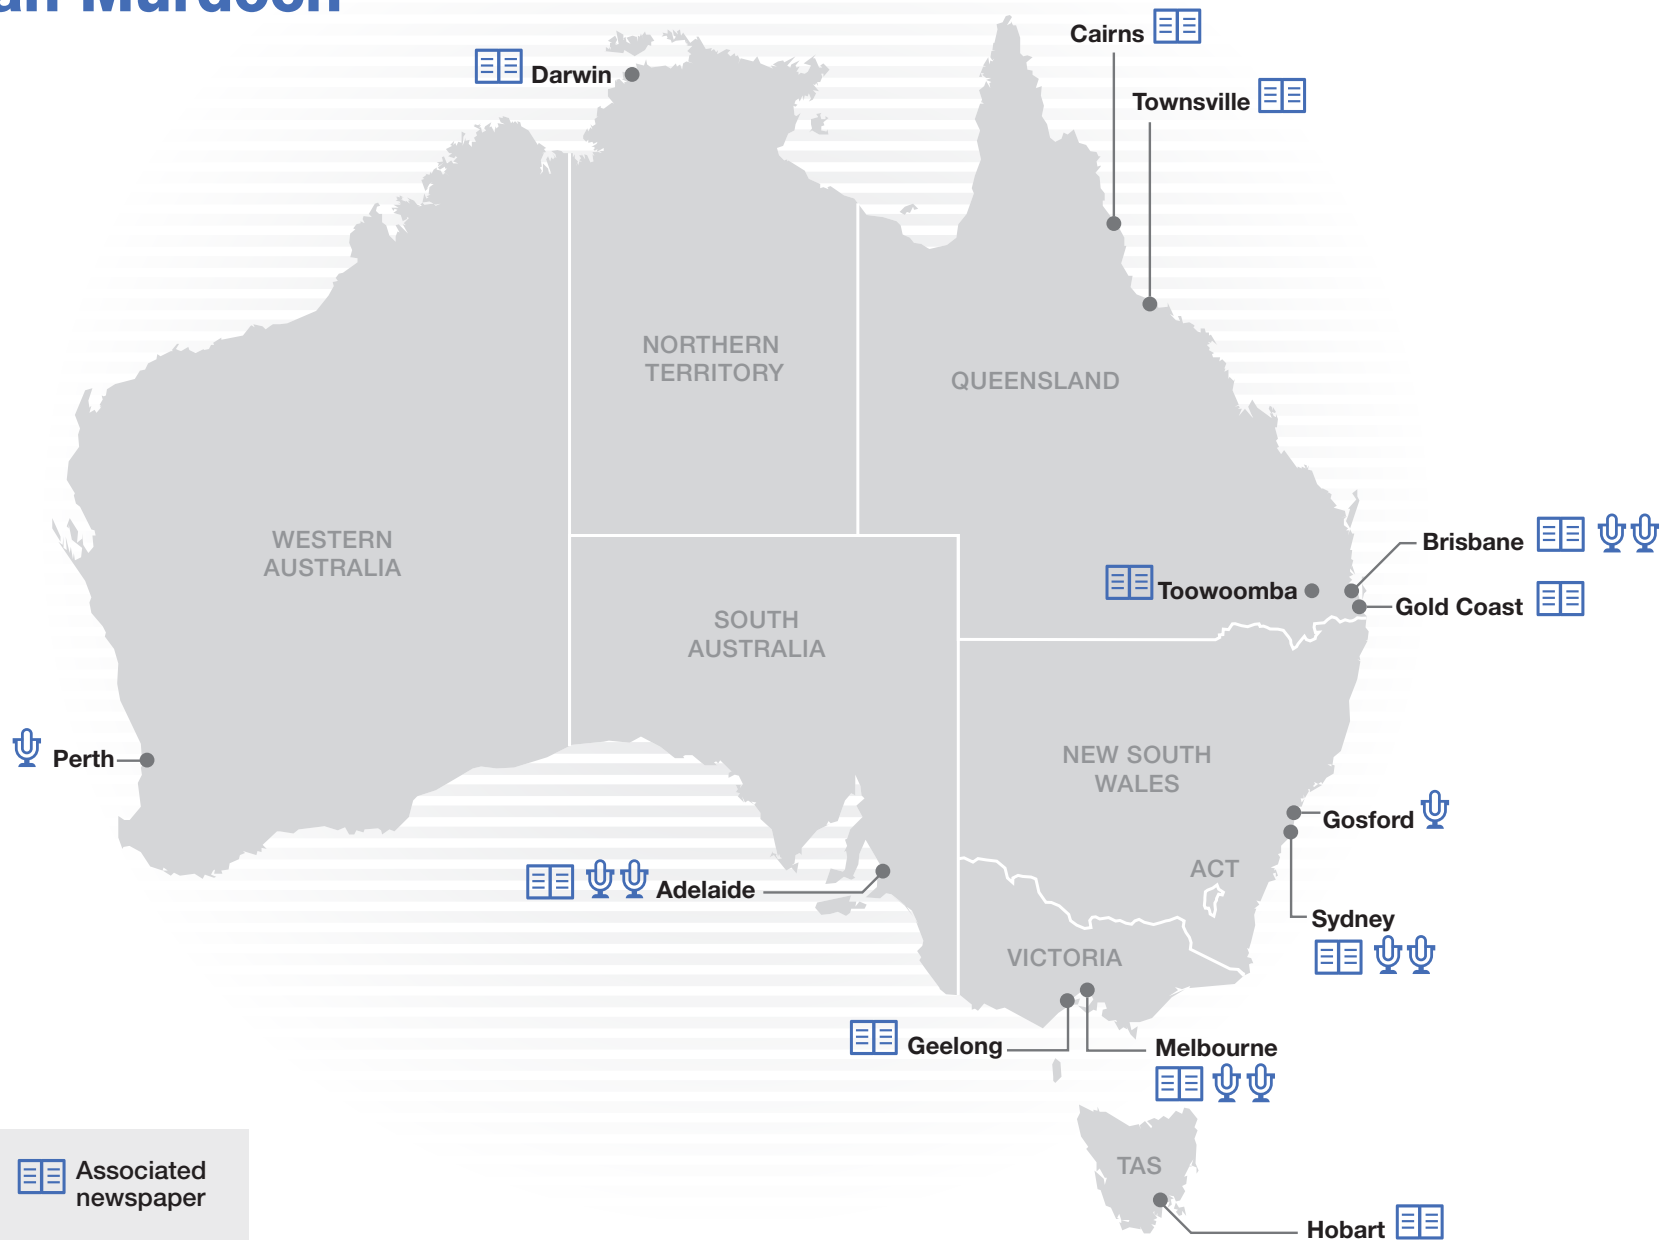 Murdoch
Cairns
Darwin
Townsville
NORTHERN
TERRITORY
QUEENSLAND
WESTERN
AUSTRALIA
Brisbane
Toowoomba
Gold Coast
SOUTH
AUSTRALIA
Perth
NEW SOUTH
WALES
Gosford
ACT
Adelaide
Sydney
VICTORIA
Geelong
Melbourne
Associated
newspaper
TAS
Hobart